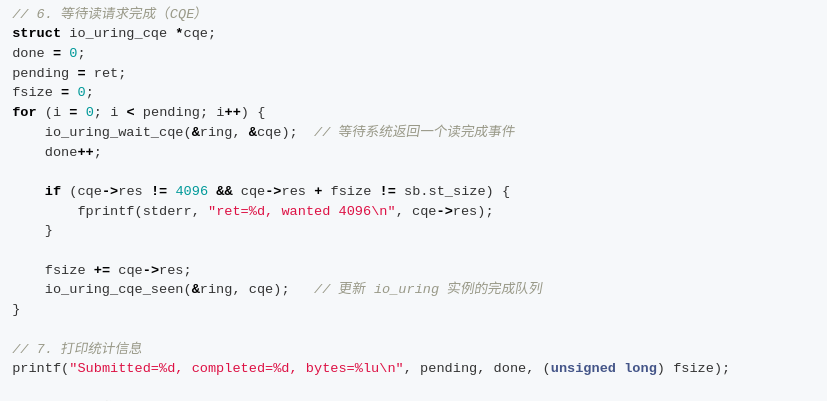 // 6. 等待读请求完成（CQE）
struct io_uring_cqe *cqe;
done = 0;
pending = ret;
fsize = 0;
for (i = 0; i < pending; i++) {
    io_uring_wait_cqe(&ring, &cqe);  // 等待系统返回一个读完成事件
    done++;

    if (cqe->res != 4096 && cqe->res + fsize != sb.st_size) {
        fprintf(stderr, "ret=%d, wanted 4096\n", cqe->res);
    }

    fsize += cqe->res;
    io_uring_cqe_seen(&ring, cqe);   // 更新 io_uring 实例的完成队列
}

// 7. 打印统计信息
printf("Submitted=%d, completed=%d, bytes=%lu\n", pending, done, (unsigned long) fsize);